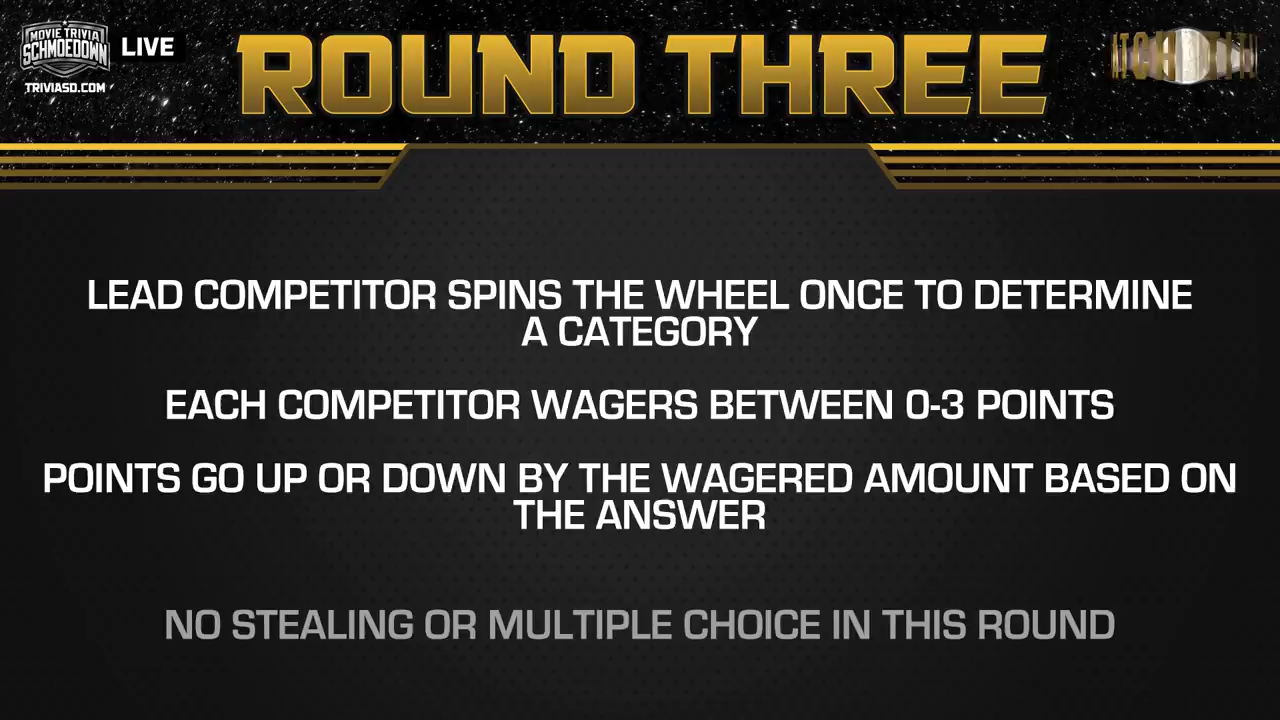 MOVIE TRIVIA
SCHMOEDOWN
LIVE
TRIVIASD.COM
ROUND THREE
LEAD COMPETITOR SPINS THE WHEEL ONCE TO DETERMINE
A CATEGORY
EACH COMPETITOR WAGERS BETWEEN 0-3 POINTS
POINTS GO UP OR DOWN BY THE WAGERED AMOUNT BASED ON
THE ANSWER
NO STEALING OR MULTIPLE CHOICE IN THIS ROUND